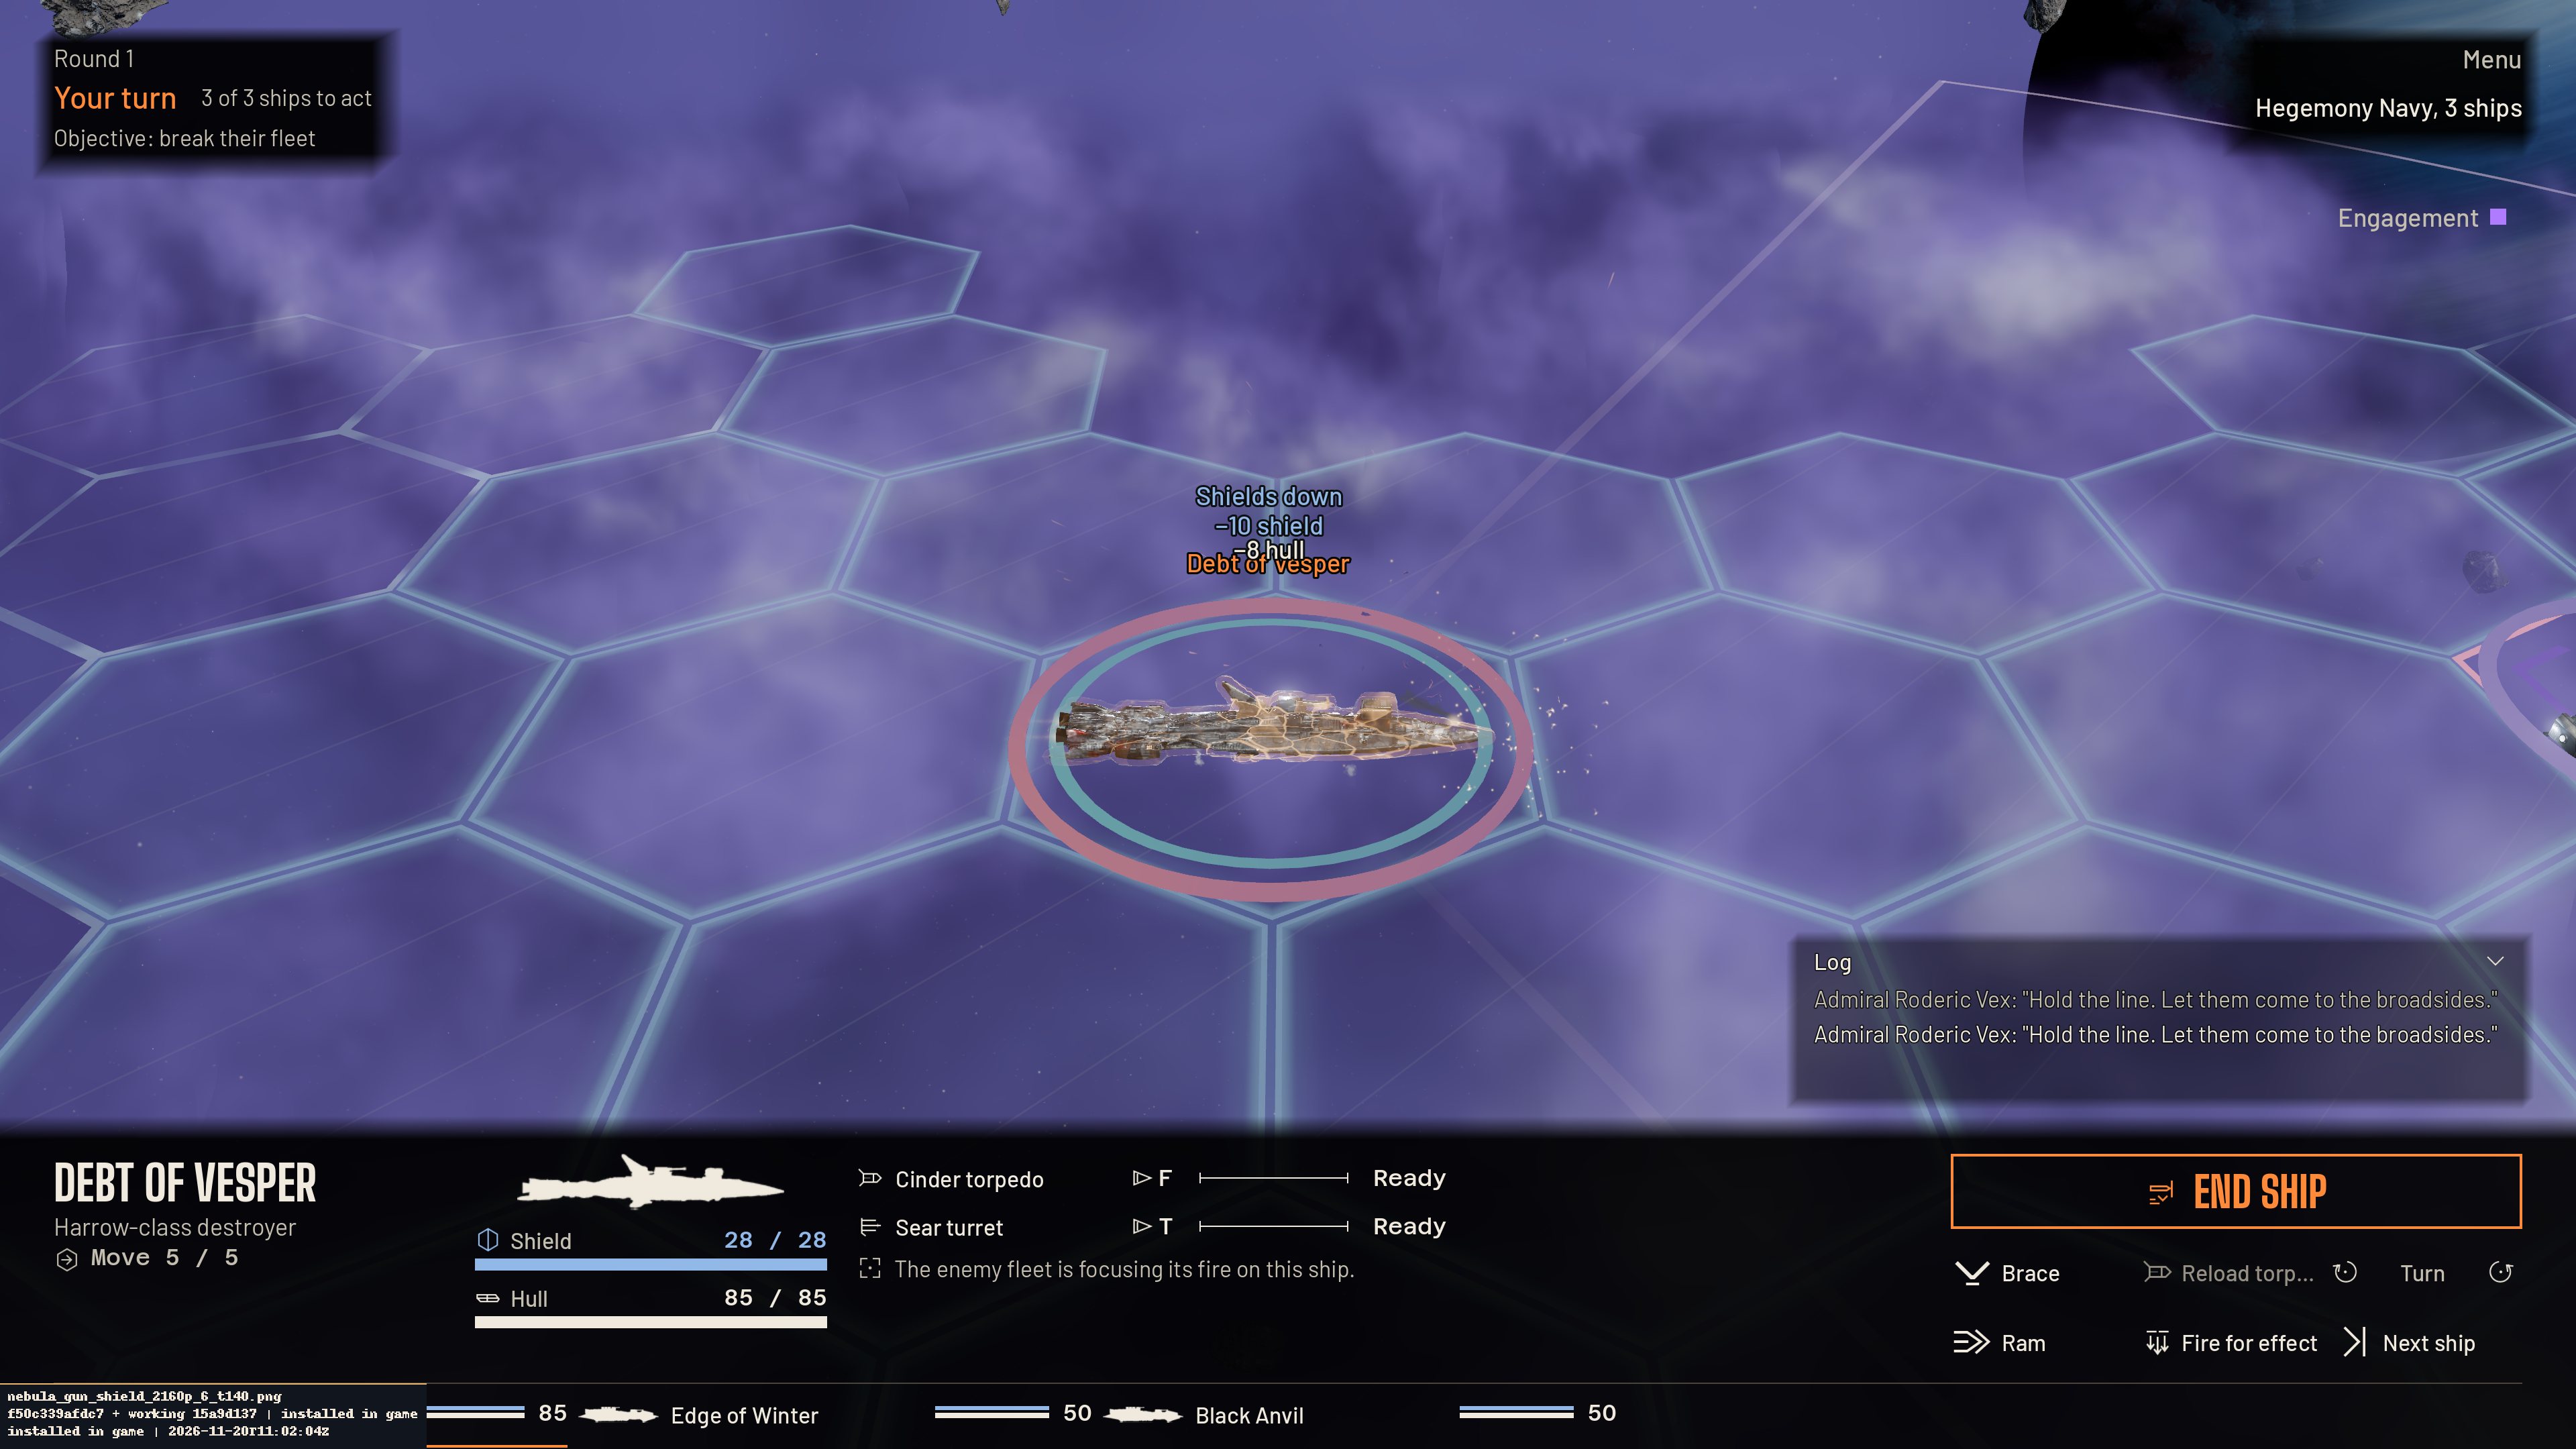 Round 1
Your turn 3 of 3 ships to act
Objective: break their fleet
Menu
Hegemony Navy, 3 ships
Engagement
Shields down
–10 shield
–8 hull
Debt of Vesper
Log
Admiral Roderic Vex: "Hold the line. Let them come to the broadsides."
Admiral Roderic Vex: "Hold the line. Let them come to the broadsides."
DEBT OF VESPER
Harrow-class destroyer
Move 5 / 5
Shield 28 / 28
Hull 85 / 85
Cinder torpedo F Ready
Sear turret T Ready
The enemy fleet is focusing its fire on this ship.
END SHIP
Brace Reload torp... Turn
Ram Fire for effect Next ship
nebula_gun_shield_2160p_6_t140.png
f50c339afdc7 + working 15a9d137 | installed in game
installed in game | 2026-11-20T11:02:04Z
85 Edge of Winter 50 Black Anvil 50